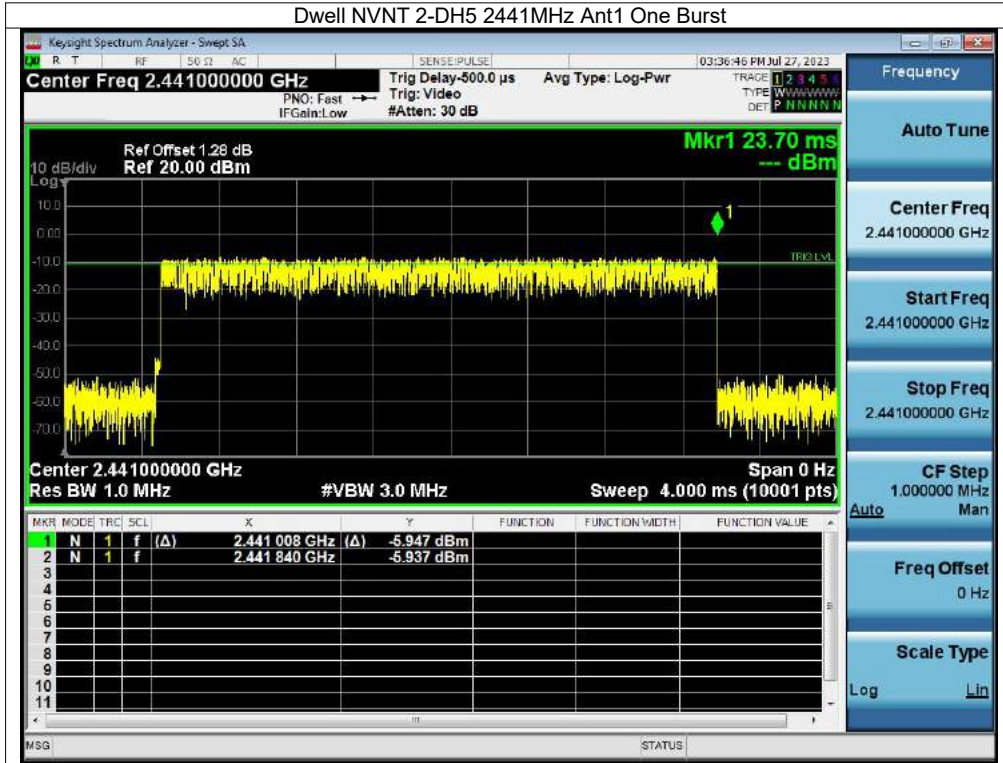 Dwell NVNT 2-DH5 2441MHz Ant1 One Burst
Keysight Spectrum Analyzer - Swept SA
R T RF 50 Ω AC SENSE:PULSE 03:36:46 PM Jul 27, 2023
Center Freq 2.441000000 GHz
PNO: Fast
IFGain:Low
Trig Delay-500.0 µs
Trig: Video
#Atten: 30 dB
Avg Type: Log-Pwr
TRACE 1 2 3 4 5
TYPE WWWWWW
DET P N N N N N
Mkr1 23.70 ms
--- dBm
Ref Offset 1.28 dB
10 dB/div Ref 20.00 dBm
Log
10.0
0.00
-10.0
-20.0
-30.0
-40.0
-50.0
-60.0
-70.0
1
TRIG LVL
Center 2.441000000 GHz Span 0 Hz
Res BW 1.0 MHz #VBW 3.0 MHz Sweep 4.000 ms (10001 pts)
MKR MODE TRC SCL X Y FUNCTION FUNCTION WIDTH FUNCTION VALUE
1 N 1 f (Δ) 2.441 008 GHz (Δ) -5.947 dBm
2 N 1 f 2.441 840 GHz -5.937 dBm
3
4
5
6
7
8
9
10
11
MSG STATUS
Frequency
Auto Tune
Center Freq
2.441000000 GHz
Start Freq
2.441000000 GHz
Stop Freq
2.441000000 GHz
CF Step
1.000000 MHz
Auto Man
Freq Offset
0 Hz
Scale Type
Log Lin